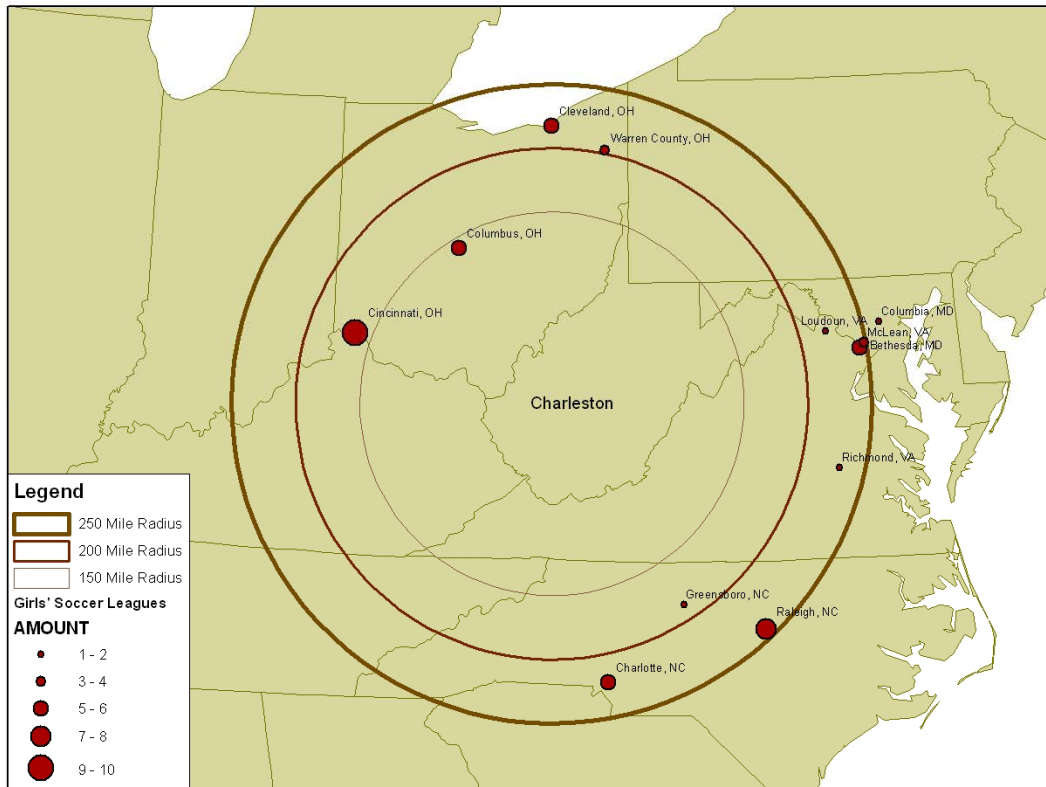 Cleveland, OH
Warren County, OH
Columbus, OH
Cincinnati, OH
Columbia, MD
Loudoun, VA
McLean, VA
Bethesda, MD
Charleston
Richmond, VA
Greensboro, NC
Raleigh, NC
Charlotte, NC
Legend
250 Mile Radius
200 Mile Radius
150 Mile Radius
Girls' Soccer Leagues
AMOUNT
1 - 2
3 - 4
5 - 6
7 - 8
9 - 10